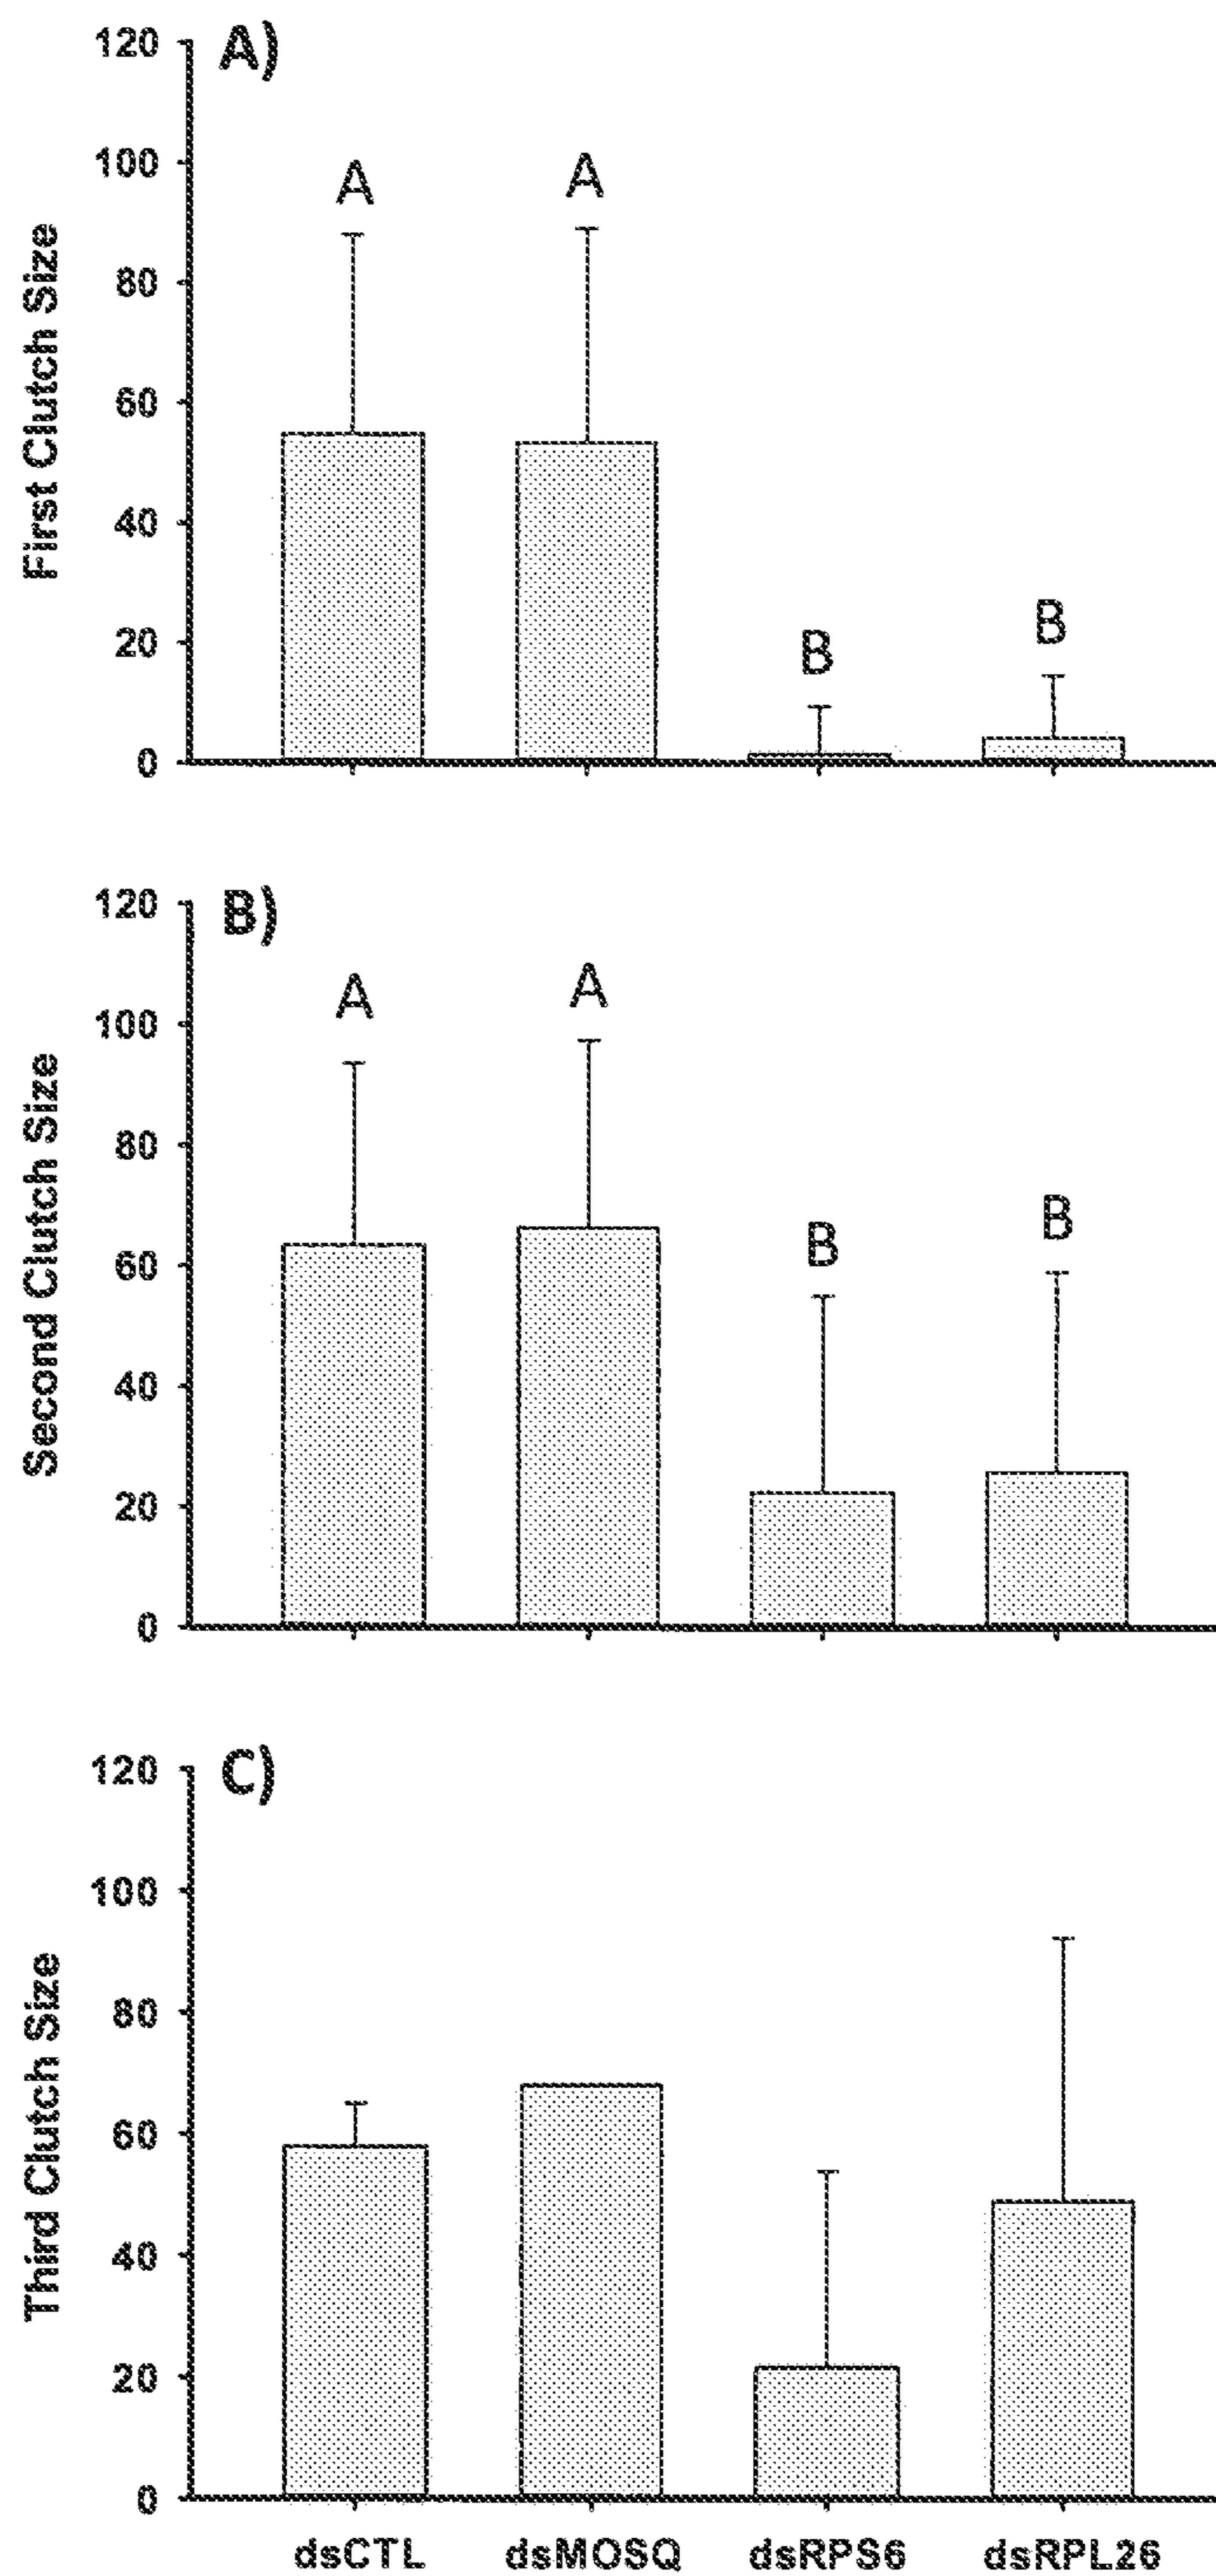 A)
First Clutch Size
120
100
80
60
40
20
0
A
A
B
B
B)
Second Clutch Size
120
100
80
60
40
20
0
A
A
B
B
C)
Third Clutch Size
120
100
80
60
40
20
0
dsCTL dsMOSQ dsRPS6 dsRPL26